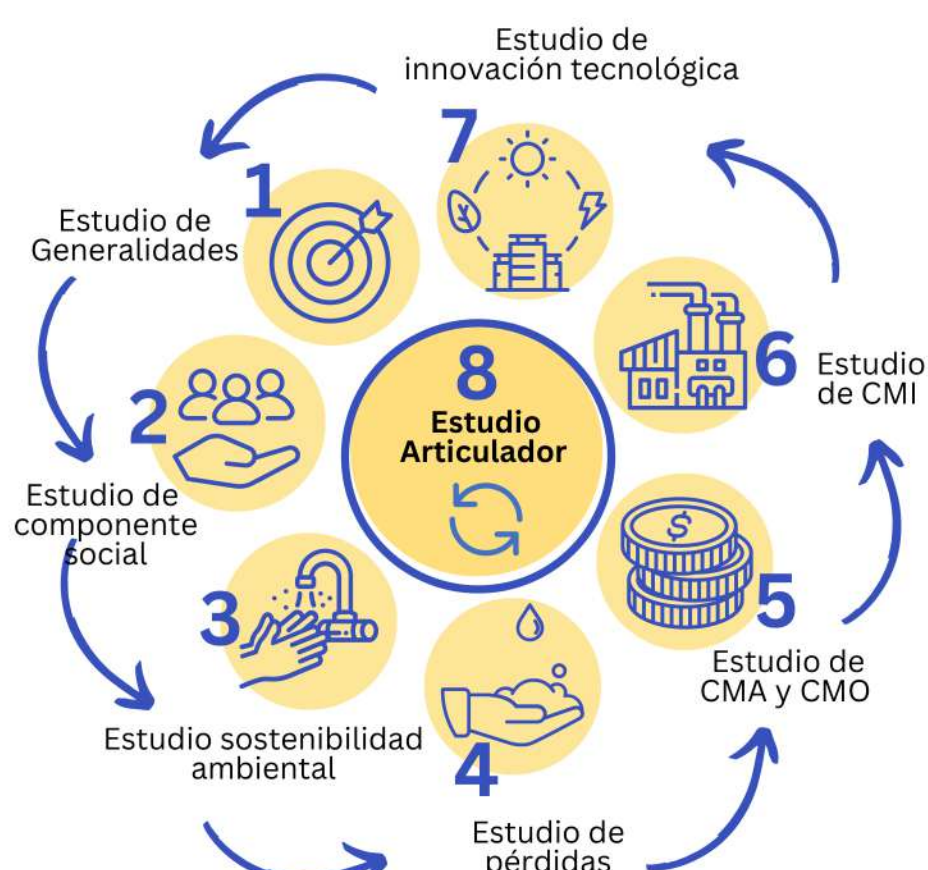 1
Estudio de
Generalidades
2
Estudio de
componente
social
3
Estudio sostenibilidad
ambiental
4
Estudio de
pérdidas
5
$
Estudio de
CMA y CMO
6
Estudio
de CMI
7
Estudio de
innovación tecnológica
8
Estudio
Articulador